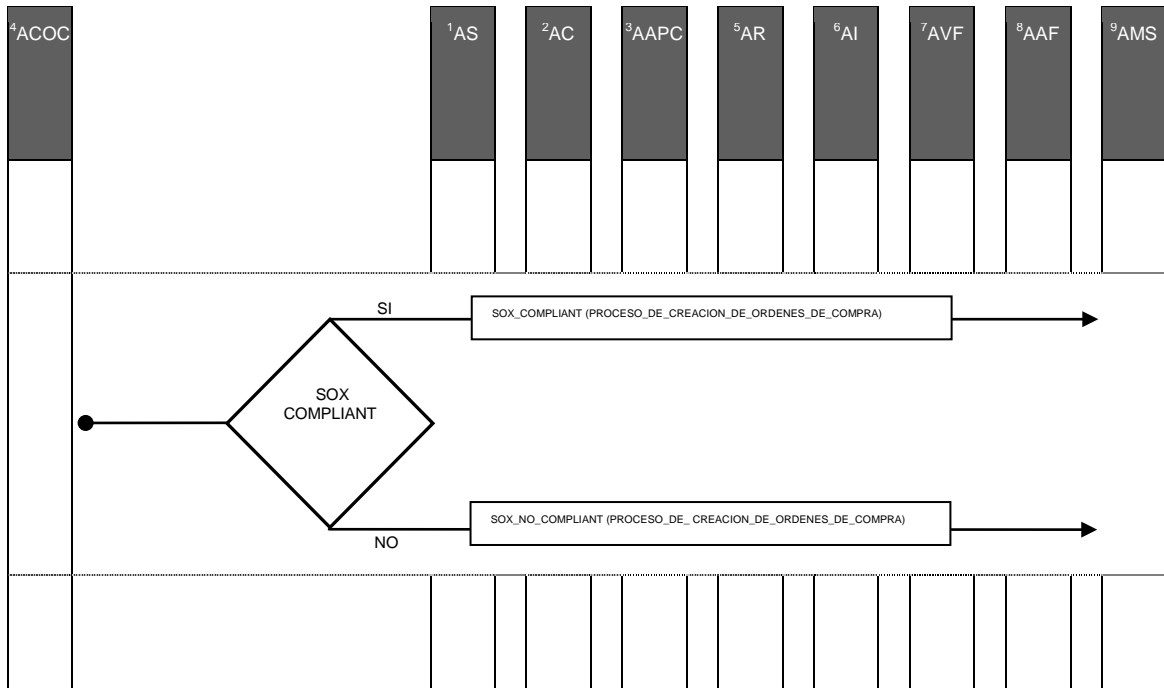 ⁴ACOC ¹AS ²AC ³AAPC ⁵AR ⁶AI ⁷AVF ⁸AAF ⁹AMS
SI
SOX_COMPLIANT (PROCESO_DE_CREACION_DE_ORDENES_DE_COMPRA)
SOX
COMPLIANT
SOX_NO_COMPLIANT (PROCESO_DE_ CREACION_DE_ORDENES_DE_COMPRA)
NO